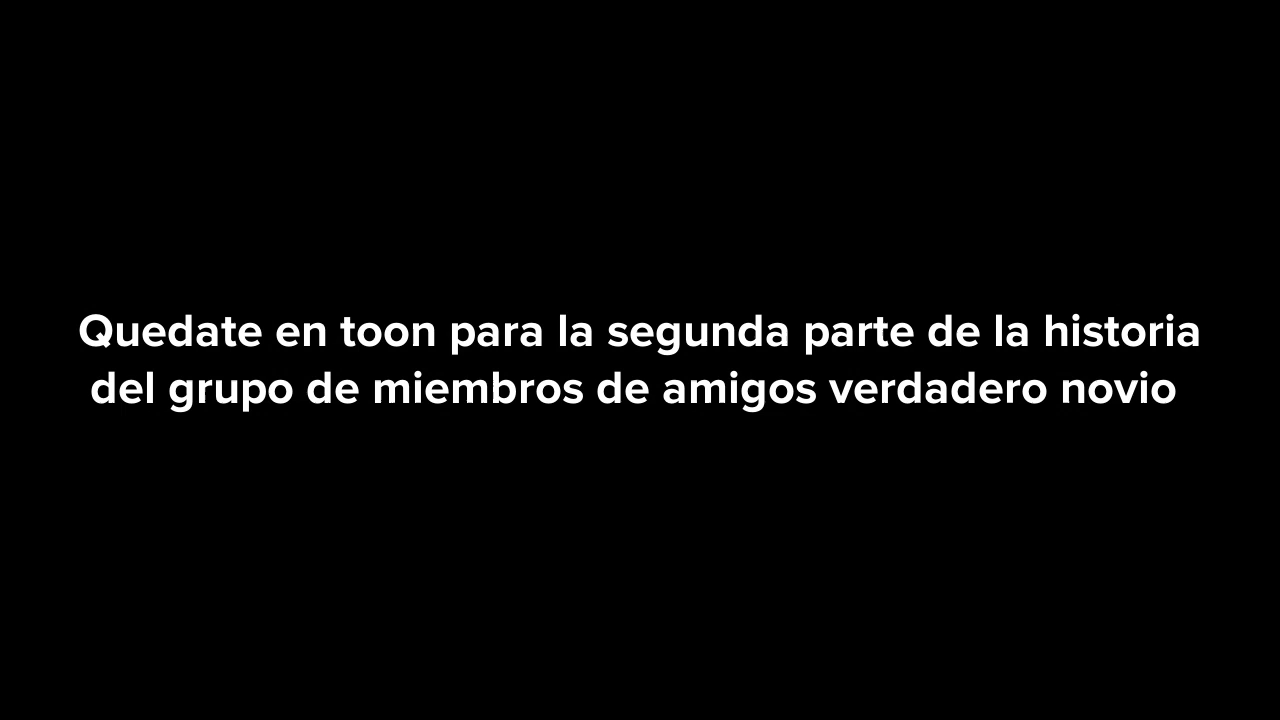 Quedate en toon para la segunda parte de la historia
del grupo de miembros de amigos verdadero novio